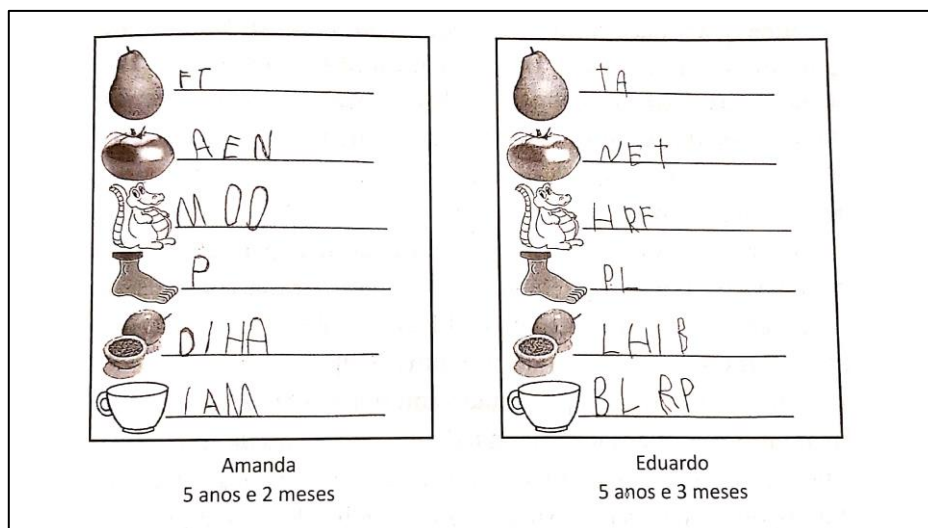 FT
AEN
MOO
P
DIHA
IAM
Amanda
5 anos e 2 meses
TA
NET
HRF
PL
LHIB
BLRP
Eduardo
5 anos e 3 meses